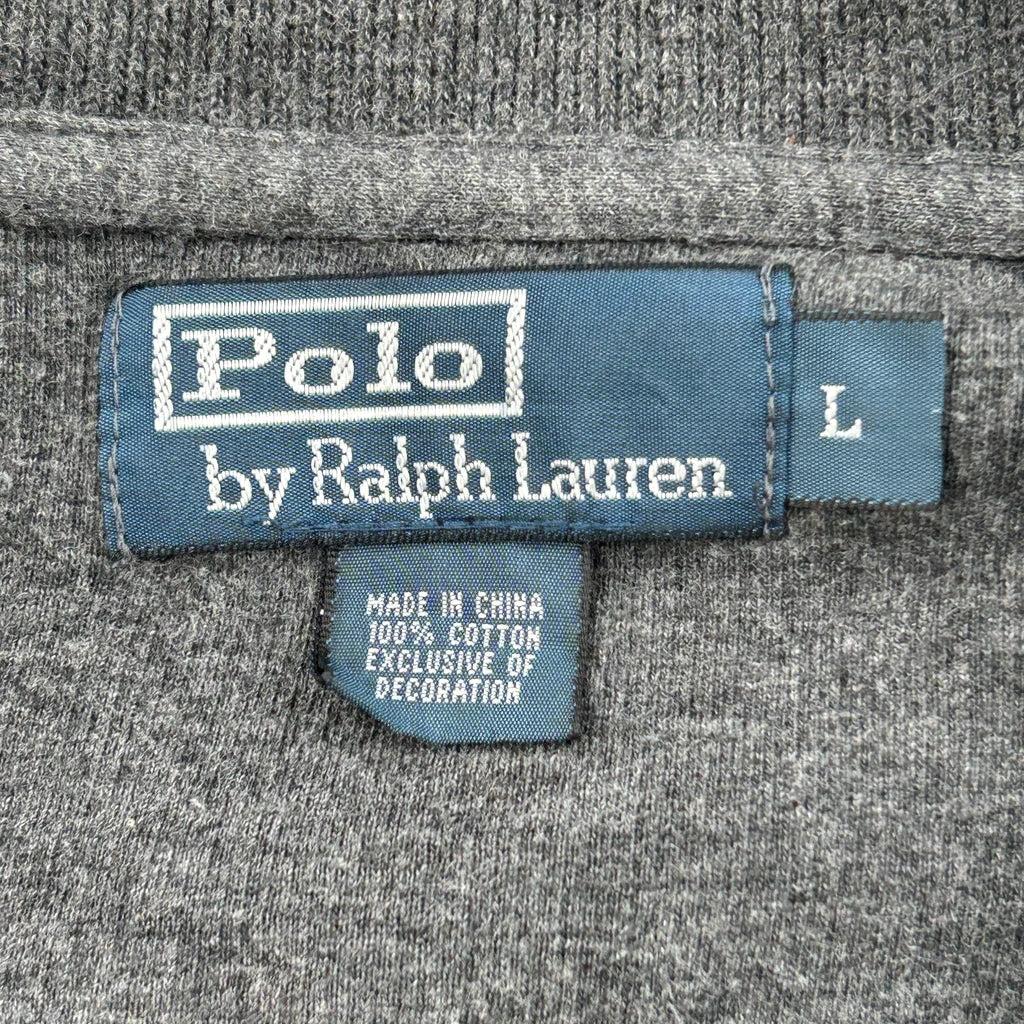 Polo
by Ralph Lauren
L
MADE IN CHINA
100% COTTON
EXCLUSIVE OF
DECORATION